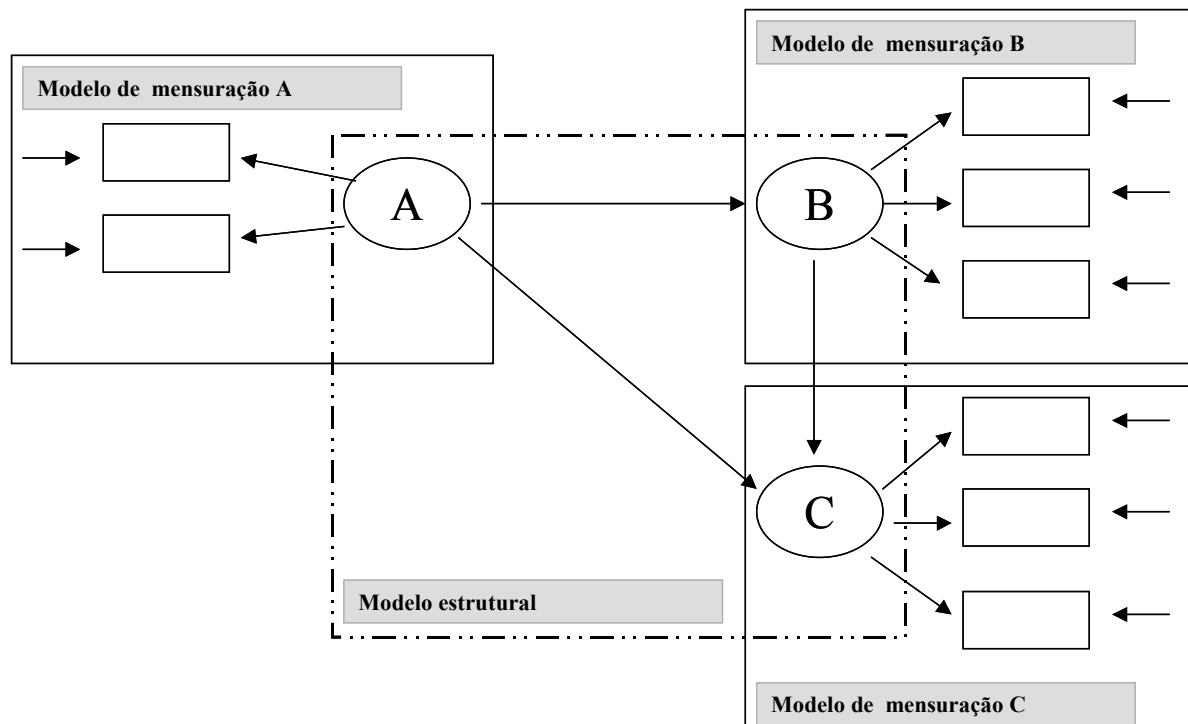 Modelo de mensuração A
Modelo de mensuração B
A
B
C
Modelo estrutural
Modelo de mensuração C